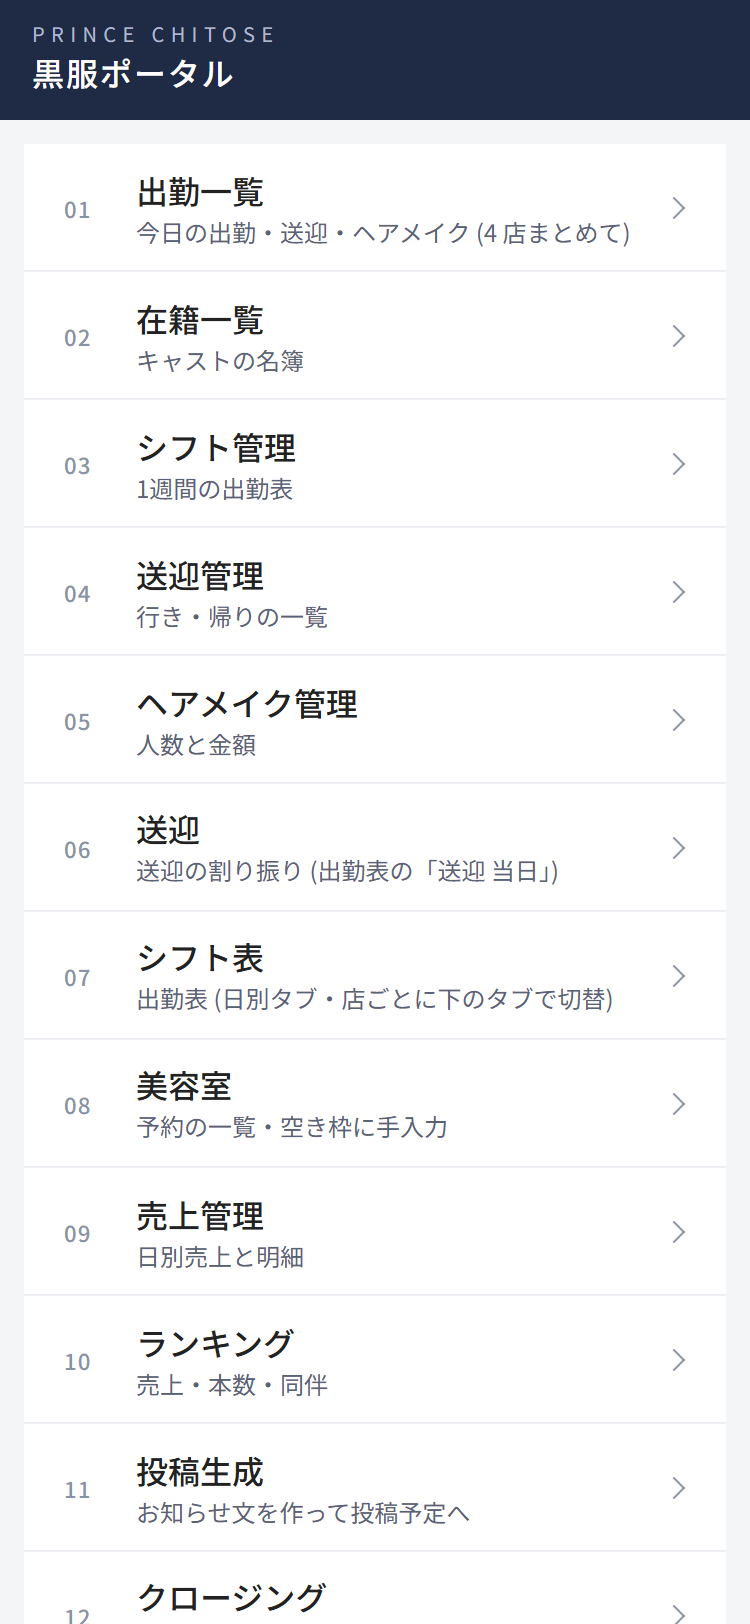 PRINCE CHITOSE
黒服ポータル
01
出勤一覧
今日の出勤・送迎・ヘアメイク (4 店まとめて)
02
在籍一覧
キャストの名簿
03
シフト管理
1週間の出勤表
04
送迎管理
行き・帰りの一覧
05
ヘアメイク管理
人数と金額
06
送迎
送迎の割り振り (出勤表の「送迎 当日」)
07
シフト表
出勤表 (日別タブ・店ごとに下のタブで切替)
08
美容室
予約の一覧・空き枠に手入力
09
売上管理
日別売上と明細
10
ランキング
売上・本数・同伴
11
投稿生成
お知らせ文を作って投稿予定へ
12
クロージング